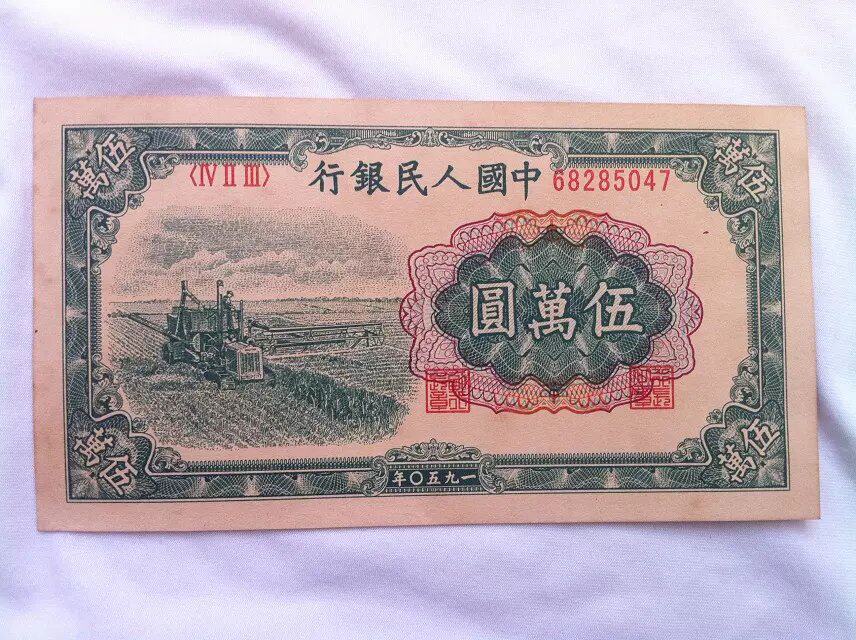 伍萬
〈Ⅳ Ⅱ Ⅲ〉
中國人民銀行
68285047
伍萬
伍萬圓
伍萬
一九五〇年
伍萬